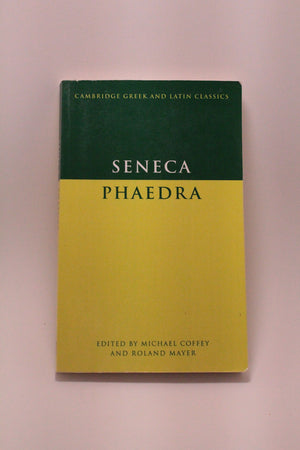 CAMBRIDGE GREEK AND LATIN CLASSICS
SENECA
PHAEDRA
EDITED BY MICHAEL COFFEY
AND ROLAND MAYER